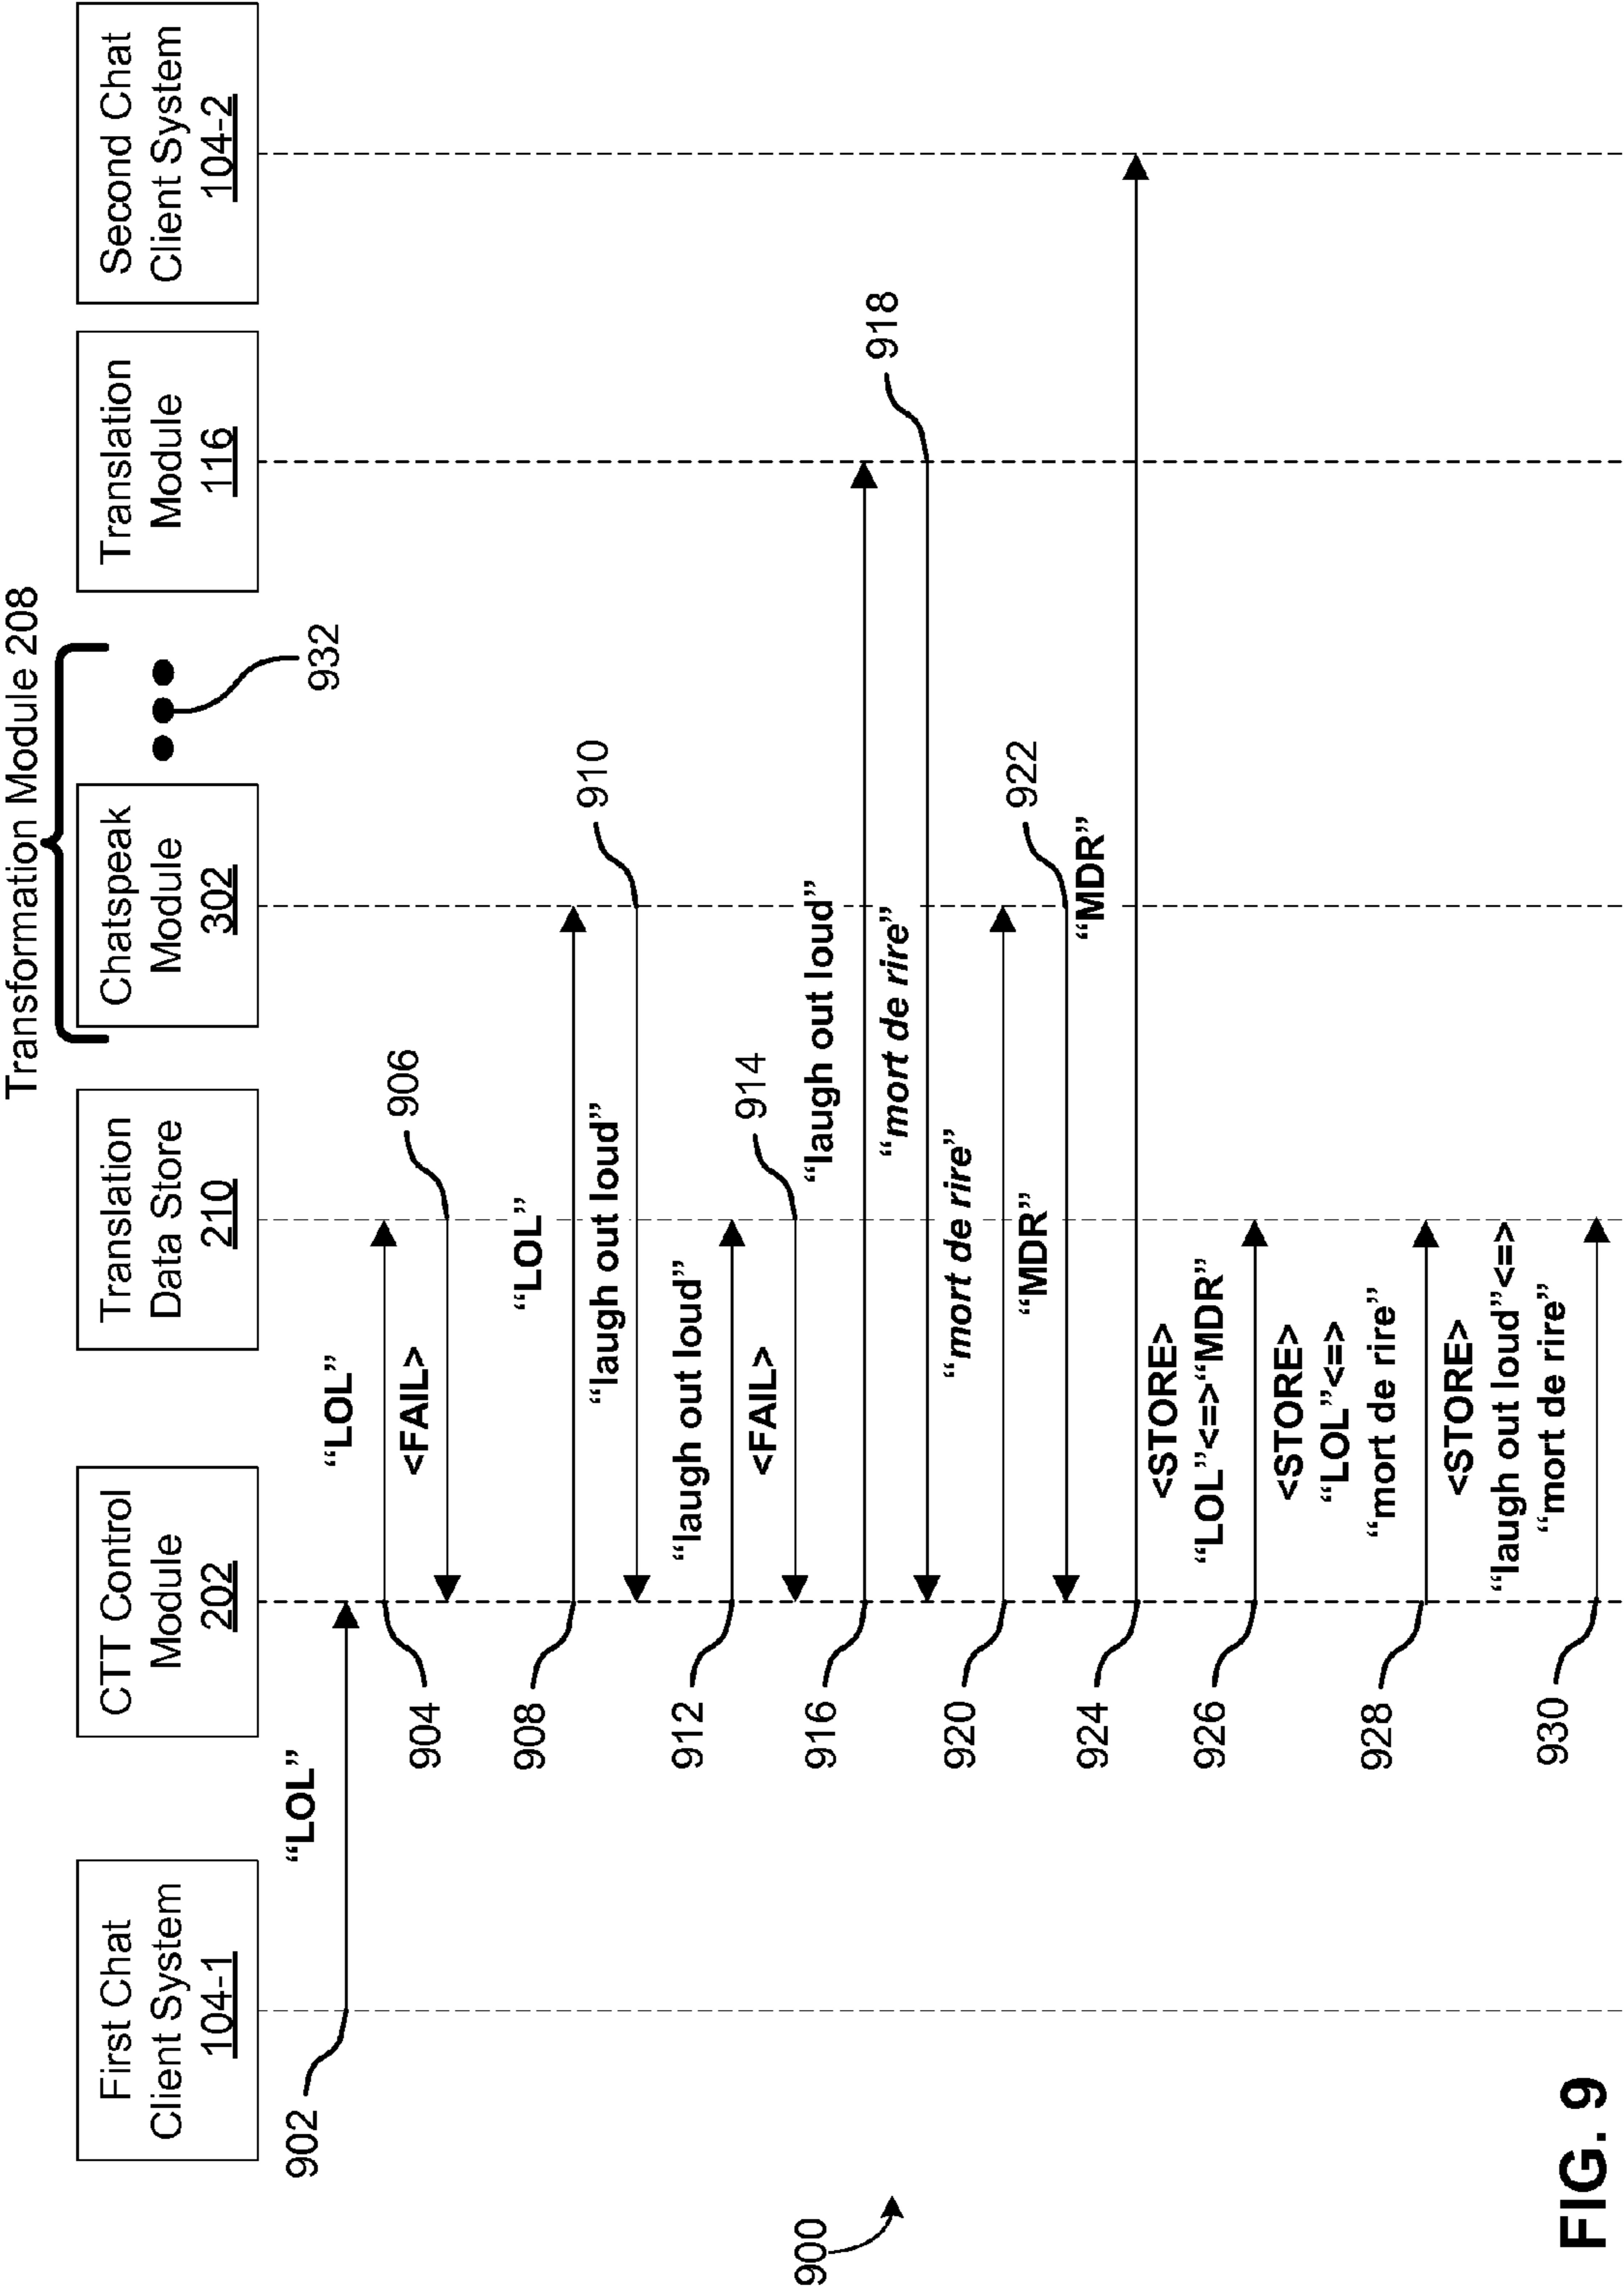 Transformation Module 208
First Chat
Client System
104-1
CTT Control
Module
202
Translation
Data Store
210
Chatspeak
Module
302
932
Translation
Module
116
Second Chat
Client System
104-2
902
“LOL”
“LOL”
904
<FAIL>
906
“LOL”
908
“laugh out loud”
910
“laugh out loud”
912
<FAIL>
914
“laugh out loud”
916
“mort de rire”
918
“mort de rire”
920
“MDR”
922
“MDR”
924
<STORE>
“LOL”<=>“MDR”
926
<STORE>
“LOL”<=>
“mort de rire”
928
<STORE>
“laugh out loud”<=>
“mort de rire”
930
900
FIG. 9